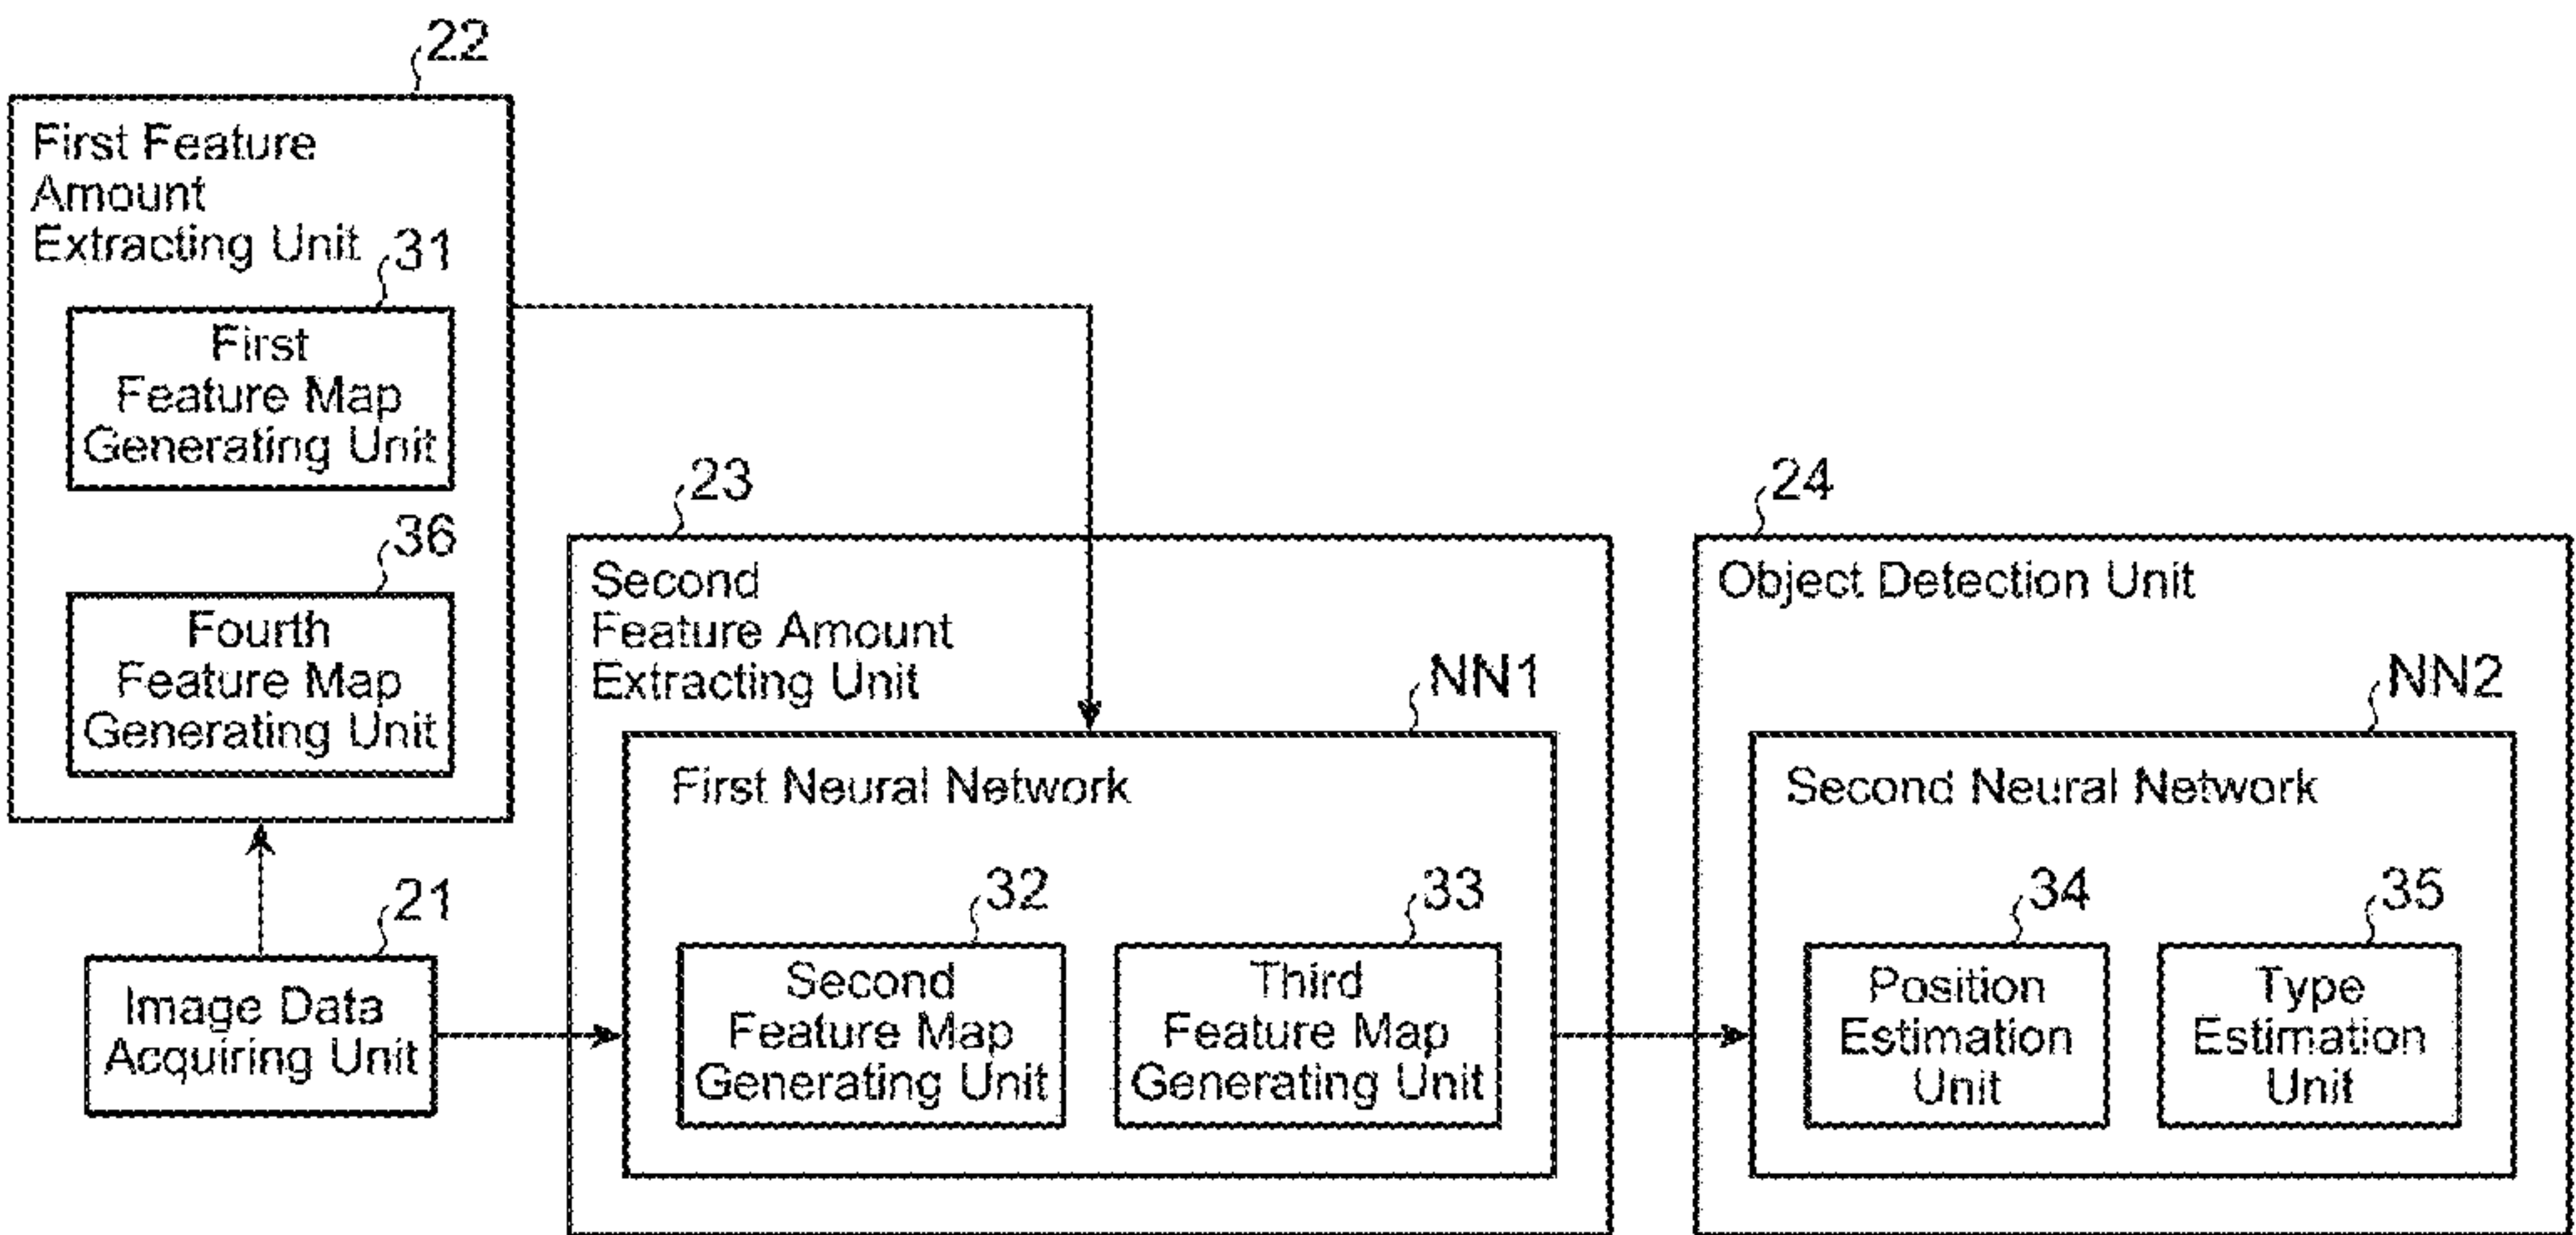 22
First Feature
Amount
Extracting Unit
31
First
Feature Map
Generating Unit
36
Fourth
Feature Map
Generating Unit
21
Image Data
Acquiring Unit
23
Second
Feature Amount
Extracting Unit
NN1
First Neural Network
32
Second
Feature Map
Generating Unit
33
Third
Feature Map
Generating Unit
24
Object Detection Unit
NN2
Second Neural Network
34
Position
Estimation
Unit
35
Type
Estimation
Unit